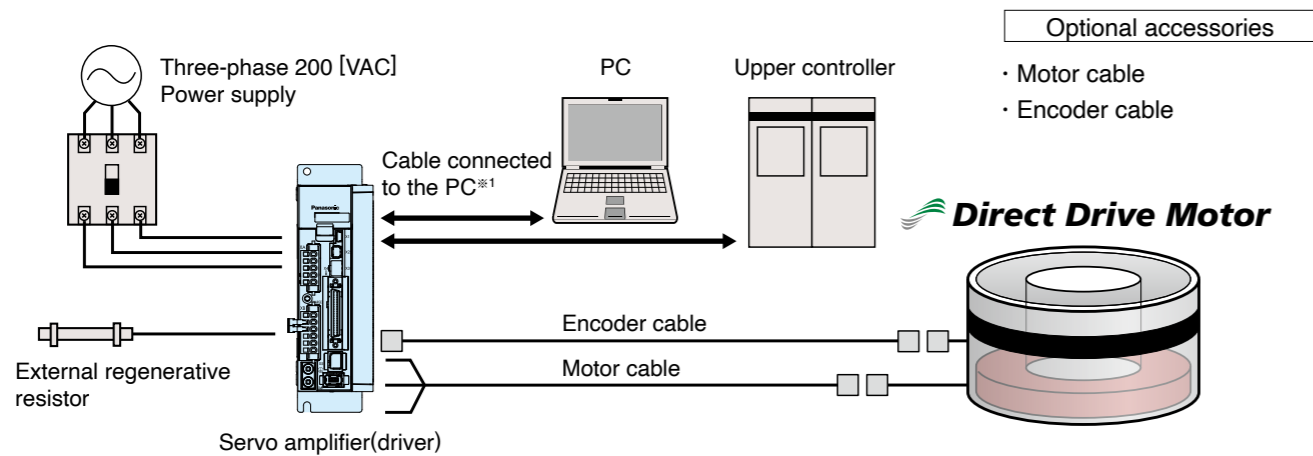 Optional accessories
・Motor cable
・Encoder cable
Three-phase 200 [VAC]
Power supply
PC
Upper controller
Cable connected
to the PC※1
Panasonic
Direct Drive Motor
Encoder cable
Motor cable
External regenerative
resistor
Servo amplifier(driver)